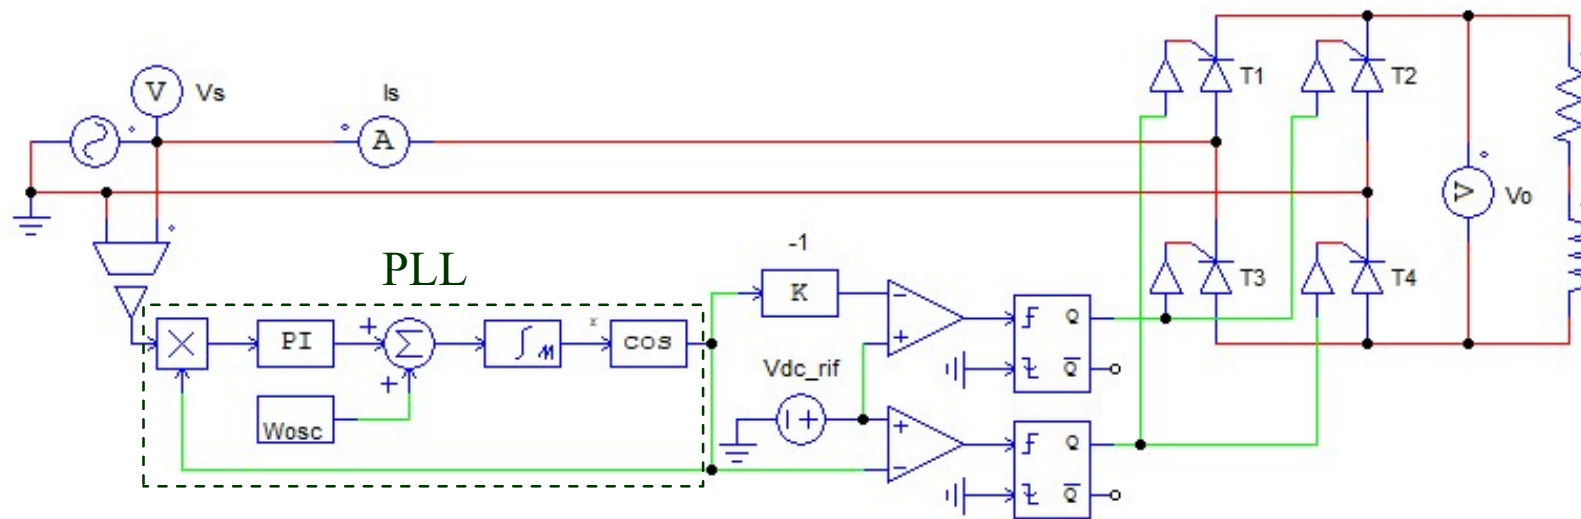 V
Vs
Is
A
T1
T2
V
Vo
PLL
-1
K
T3
T4
PI
+
Σ
+
∫M
cos
Wosc
Vdc_rif
+
−
+
+
−
Q
Q̅
Q
Q̅